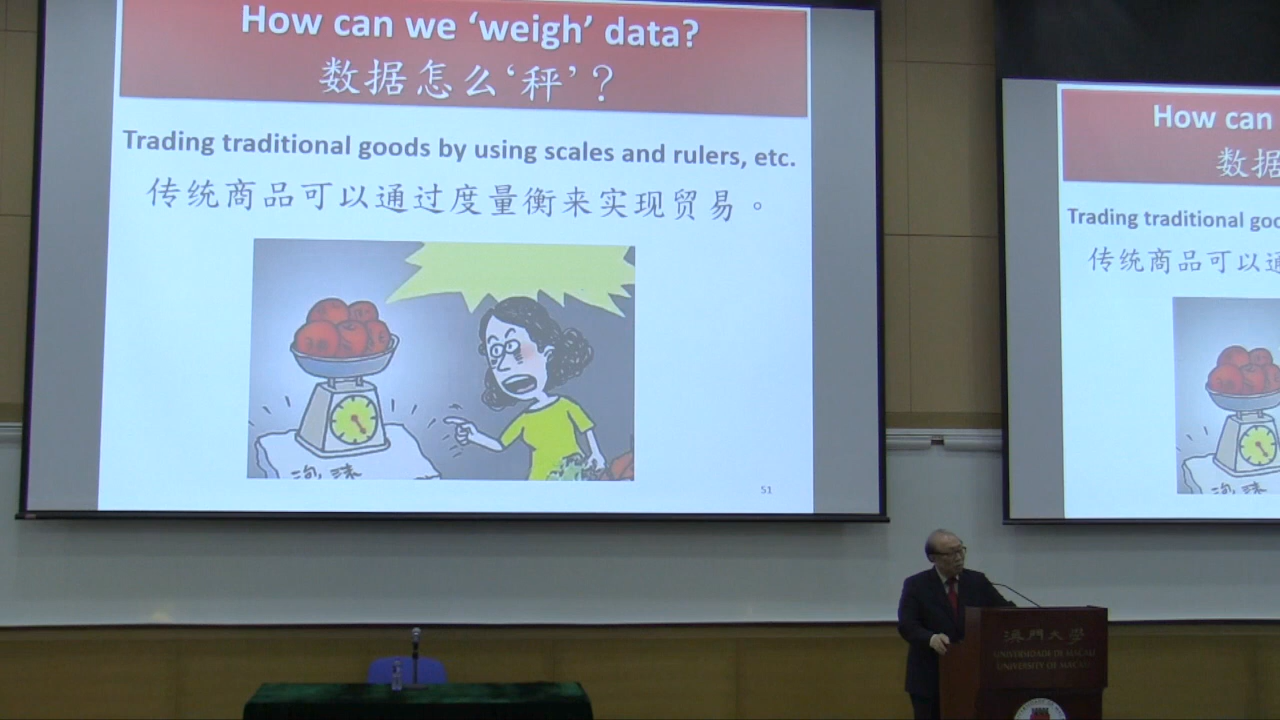 How can we ‘weigh’ data?
数据怎么‘秤’？
Trading traditional goods by using scales and rulers, etc.
传统商品可以通过度量衡来实现贸易。
51
How can
数据
Trading traditional
传统商品可以
澳門大學
UNIVERSIDADE DE MACAU
UNIVERSITY OF MACAU